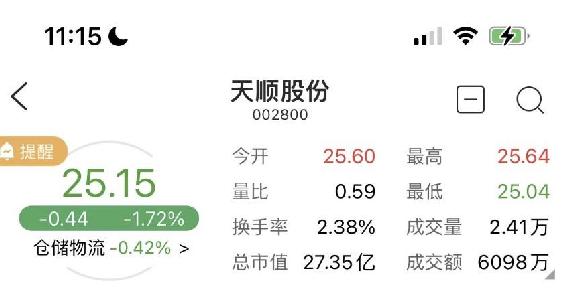 11:15
天顺股份
002800
提醒
25.15
-0.44 -1.72%
仓储物流 -0.42% >
今开 25.60 最高 25.64
量比 0.59 最低 25.04
换手率 2.38% 成交量 2.41万
总市值 27.35亿 成交额 6098万